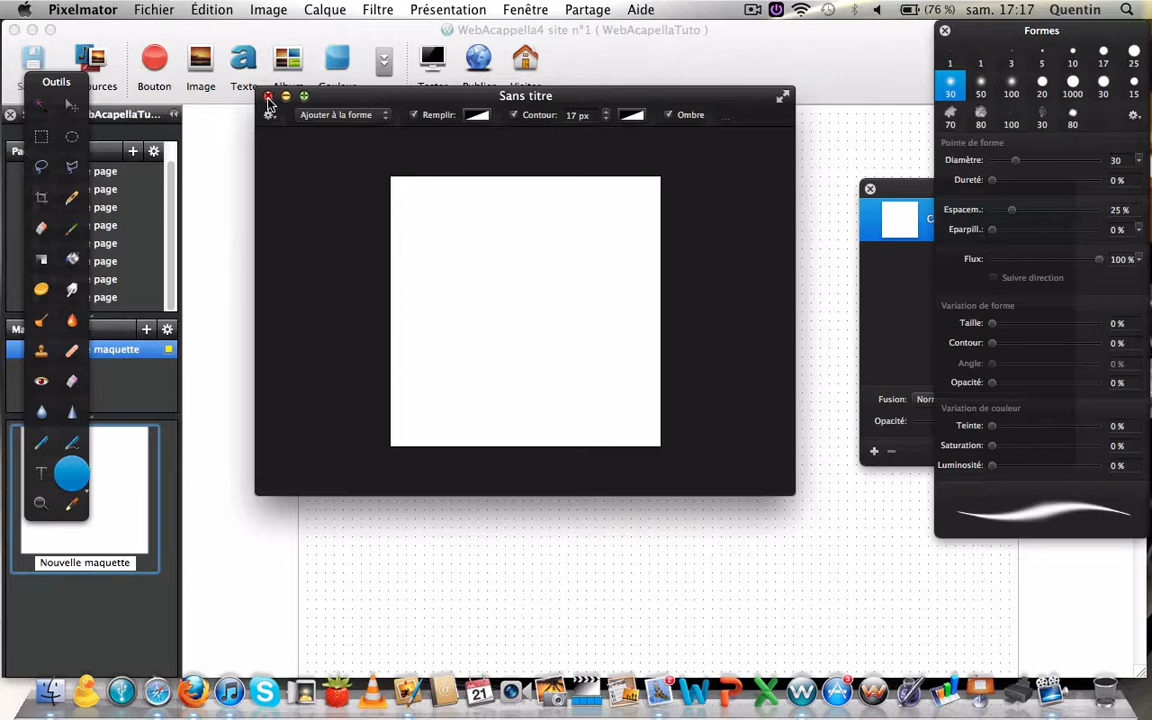 Pixelmator Fichier Édition Image Calque Filtre Présentation Fenêtre Partage Aide (76 %) sam. 17:17 Quentin
WebAcappella4 site n°1 ( WebAcapellaTuto )
Bouton Image Texte
Outils
WebAcapellaTu...
page
page
page
page
page
page
page
page
maquette
Nouvelle maquette
Sans titre
Ajouter à la forme Remplir: Contour: 17 px Ombre ...
Fusion:
Opacité:
Formes
1 1 3 5 10 17 25
30 50 100 20 1000 30 15
70 80 100 30 80
Pointe de forme
Diamètre: 30
Dureté: 0 %
Espacem.: 25 %
Eparpill.: 0 %
Flux: 100 %
Suivre direction
Variation de forme
Taille: 0 %
Contour: 0 %
Angle: 0 %
Opacité: 0 %
Variation de couleur
Teinte: 0 %
Saturation: 0 %
Luminosité: 0 %